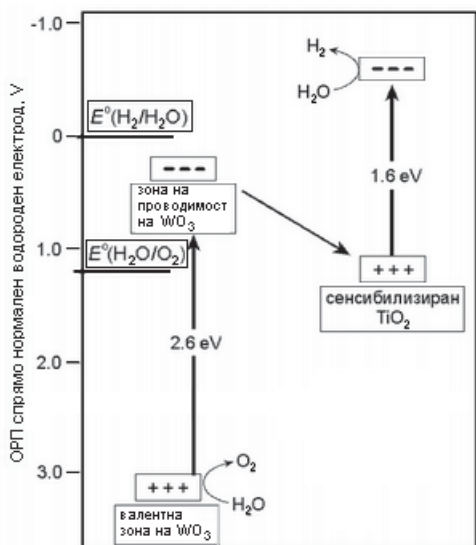 ОРП спрямо нормален водороден електрод, V
-1.0
0
1.0
2.0
3.0
E°(H₂/H₂O)
E°(H₂O/O₂)
H₂
H₂O
---
1.6 eV
---
зона на
проводимост
на WO₃
+++
сенсибилизиран
TiO₂
2.6 eV
+++
O₂
H₂O
валентна
зона на WO₃